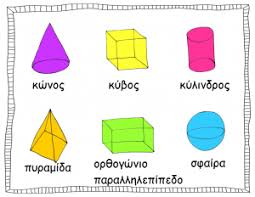 κώνος κύβος κύλινδρος
πυραμίδα ορθογώνιο παραλληλεπίπεδο σφαίρα